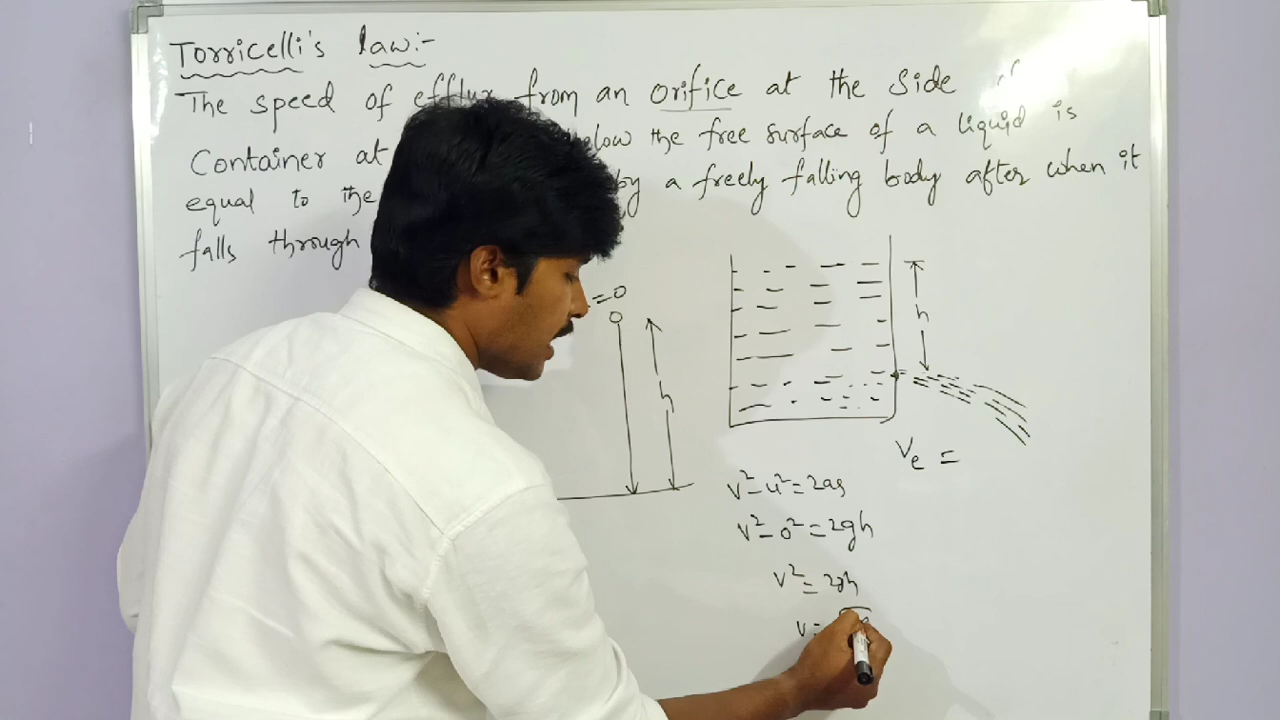 Torricelli's law:-
The speed of efflux from an orifice at the side
Container at below the free surface of a liquid is
equal to the by a freely falling body after when it
falls through
=0
h
h
Ve =
v²-u²=2as
v²-0²=2gh
v²=2gh
v=